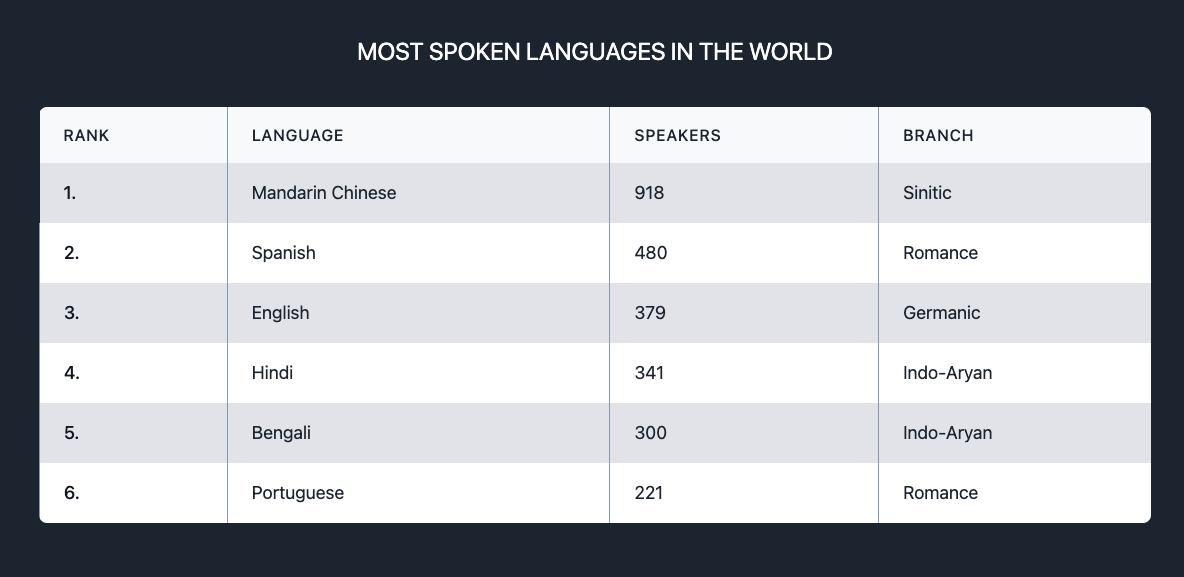 MOST SPOKEN LANGUAGES IN THE WORLD
RANK LANGUAGE SPEAKERS BRANCH
1. Mandarin Chinese 918 Sinitic
2. Spanish 480 Romance
3. English 379 Germanic
4. Hindi 341 Indo-Aryan
5. Bengali 300 Indo-Aryan
6. Portuguese 221 Romance